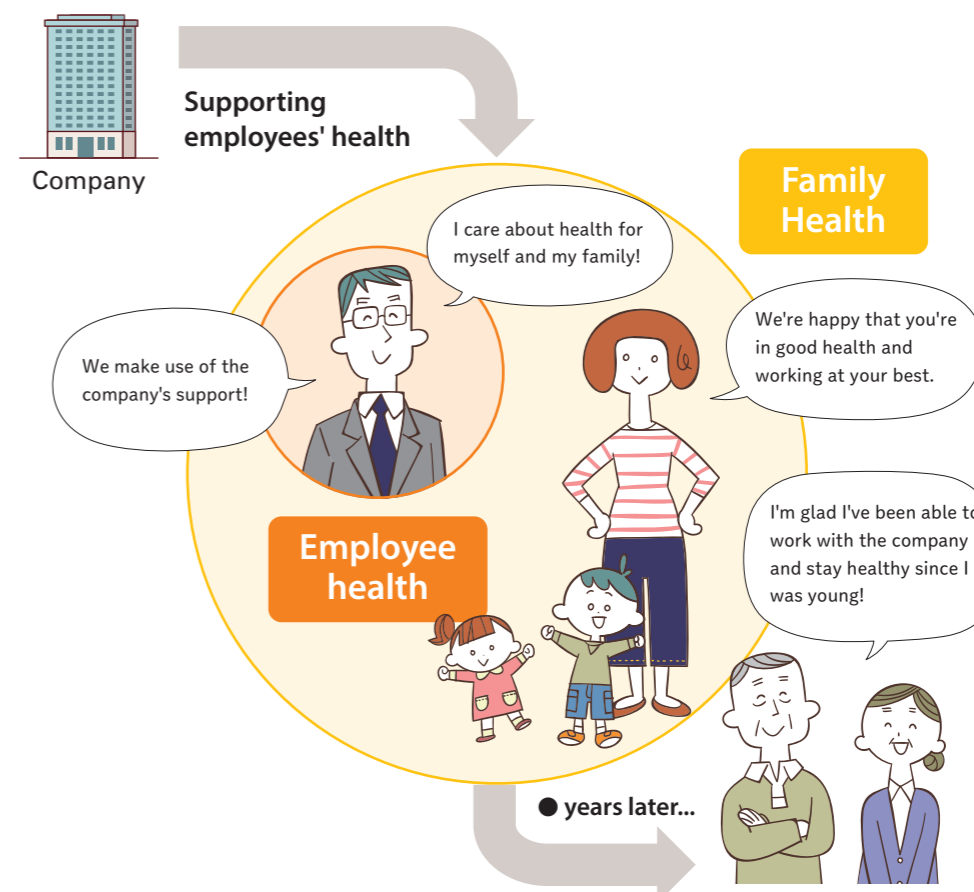 Supporting
employees' health
Company
Family
Health
I care about health for
myself and my family!
We're happy that you're
in good health and
working at your best.
We make use of the
company's support!
I'm glad I've been able to
work with the company
and stay healthy since I
was young!
Employee
health
● years later...